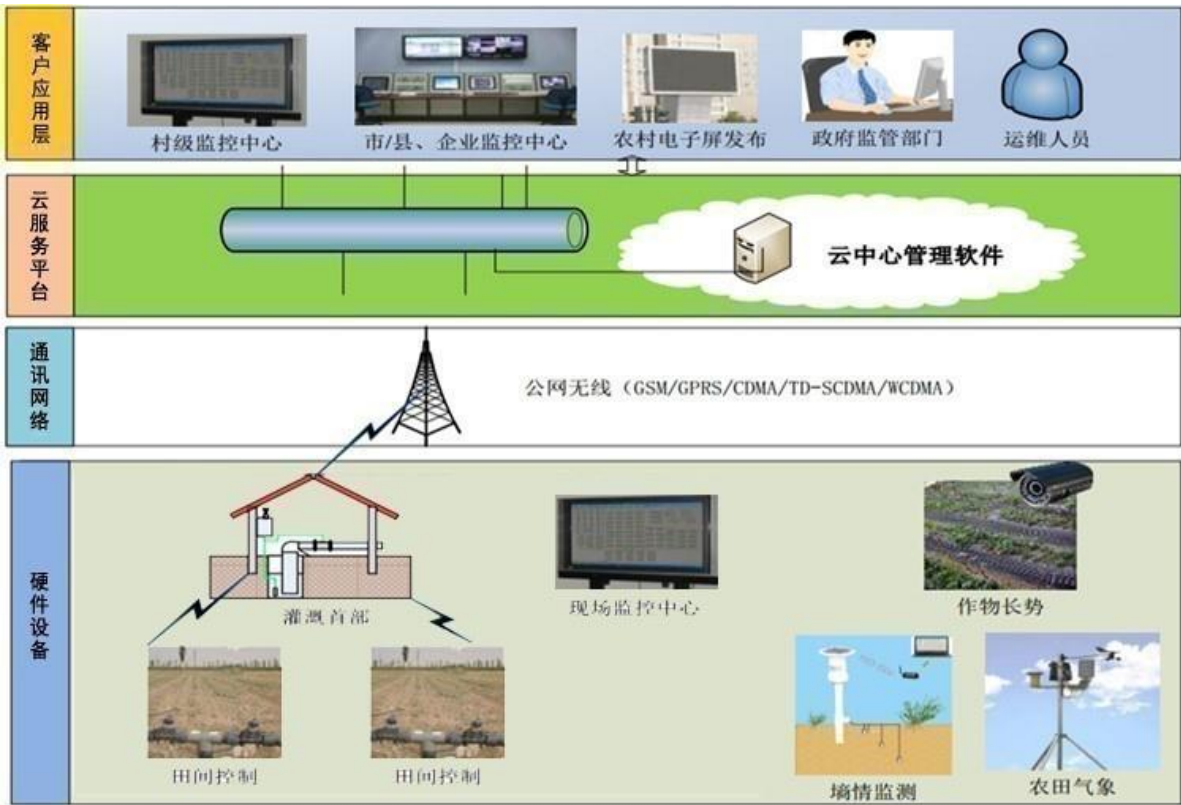 客户应用层
村级监控中心
市/县、企业监控中心
农村电子屏发布
政府监管部门
运维人员
云服务平台
云中心管理软件
通讯网络
公网无线（GSM/GPRS/CDMA/TD-SCDMA/WCDMA）
硬件设备
灌溉首部
现场监控中心
作物长势
田间控制
田间控制
墒情监测
农田气象